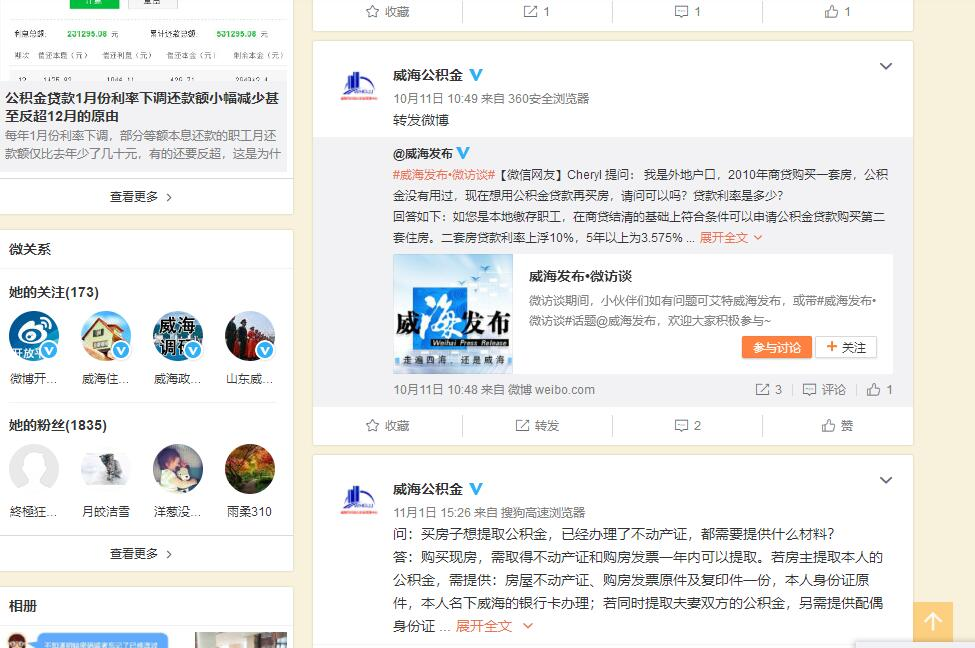 利息总额： 231295.08 元 累计还款总额： 531295.08 元
期次 偿还本息（元） 偿还利息（元） 偿还本金（元） 剩余本金（元）
公积金贷款1月份利率下调还款额小幅减少甚
至反超12月的原由
每年1月份利率下调，部分等额本息还款的职工月还
款额仅比去年少了几十元，有的还要反超，这是为什
查看更多
微关系
她的关注(173)
微博开... 威海住... 威海政... 山东威...
她的粉丝(1835)
終極狂... 月皎洁雪 洋葱没... 雨柔310
查看更多
相册
收藏 1 1 1
威海公积金
10月11日 10:49 来自 360安全浏览器
转发微博
@威海发布
#威海发布•微访谈#【微信网友】Cheryl 提问： 我是外地户口，2010年商贷购买一套房，公积
金没有用过，现在想用公积金贷款再买房，请问可以吗？贷款利率是多少？
回答如下：如您是本地缴存职工，在商贷结清的基础上符合条件可以申请公积金贷款购买第二
套住房。二套房贷款利率上浮10%，5年以上为3.575% ... 展开全文
威海发布
Weihai Press Release
走遍四海，还是威海
威海发布•微访谈
微访谈期间，小伙伴们如有问题可艾特威海发布，或带#威海发布•
微访谈#话题@威海发布，欢迎大家积极参与~
参与讨论 + 关注
10月11日 10:48 来自 微博 weibo.com 3 评论 1
收藏 转发 2 赞
威海公积金
11月1日 15:26 来自 搜狗高速浏览器
问：买房子想提取公积金，已经办理了不动产证，都需要提供什么材料？
答：购买现房，需取得不动产证和购房发票一年内可以提取。若房主提取本人的
公积金，需提供：房屋不动产证、购房发票原件及复印件一份，本人身份证原
件，本人名下威海的银行卡办理；若同时提取夫妻双方的公积金，另需提供配偶
身份证 ... 展开全文